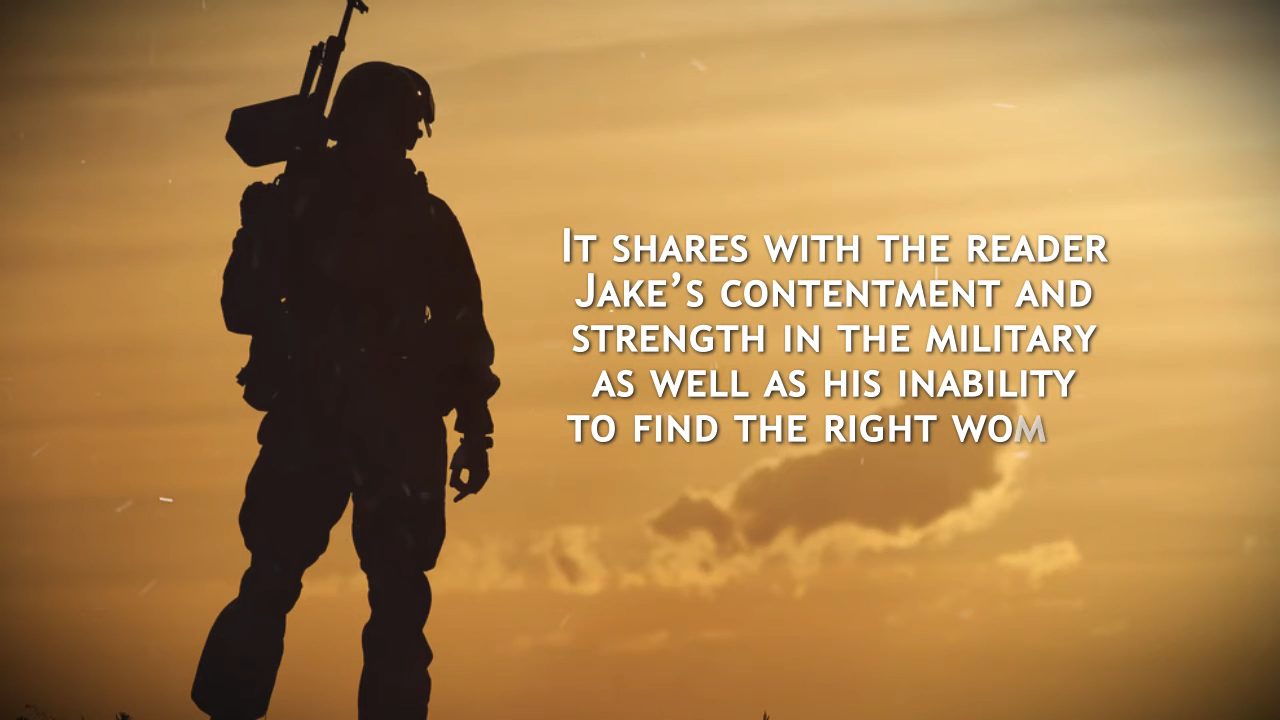 It shares with the reader
Jake’s contentment and
strength in the military
as well as his inability
to find the right wom